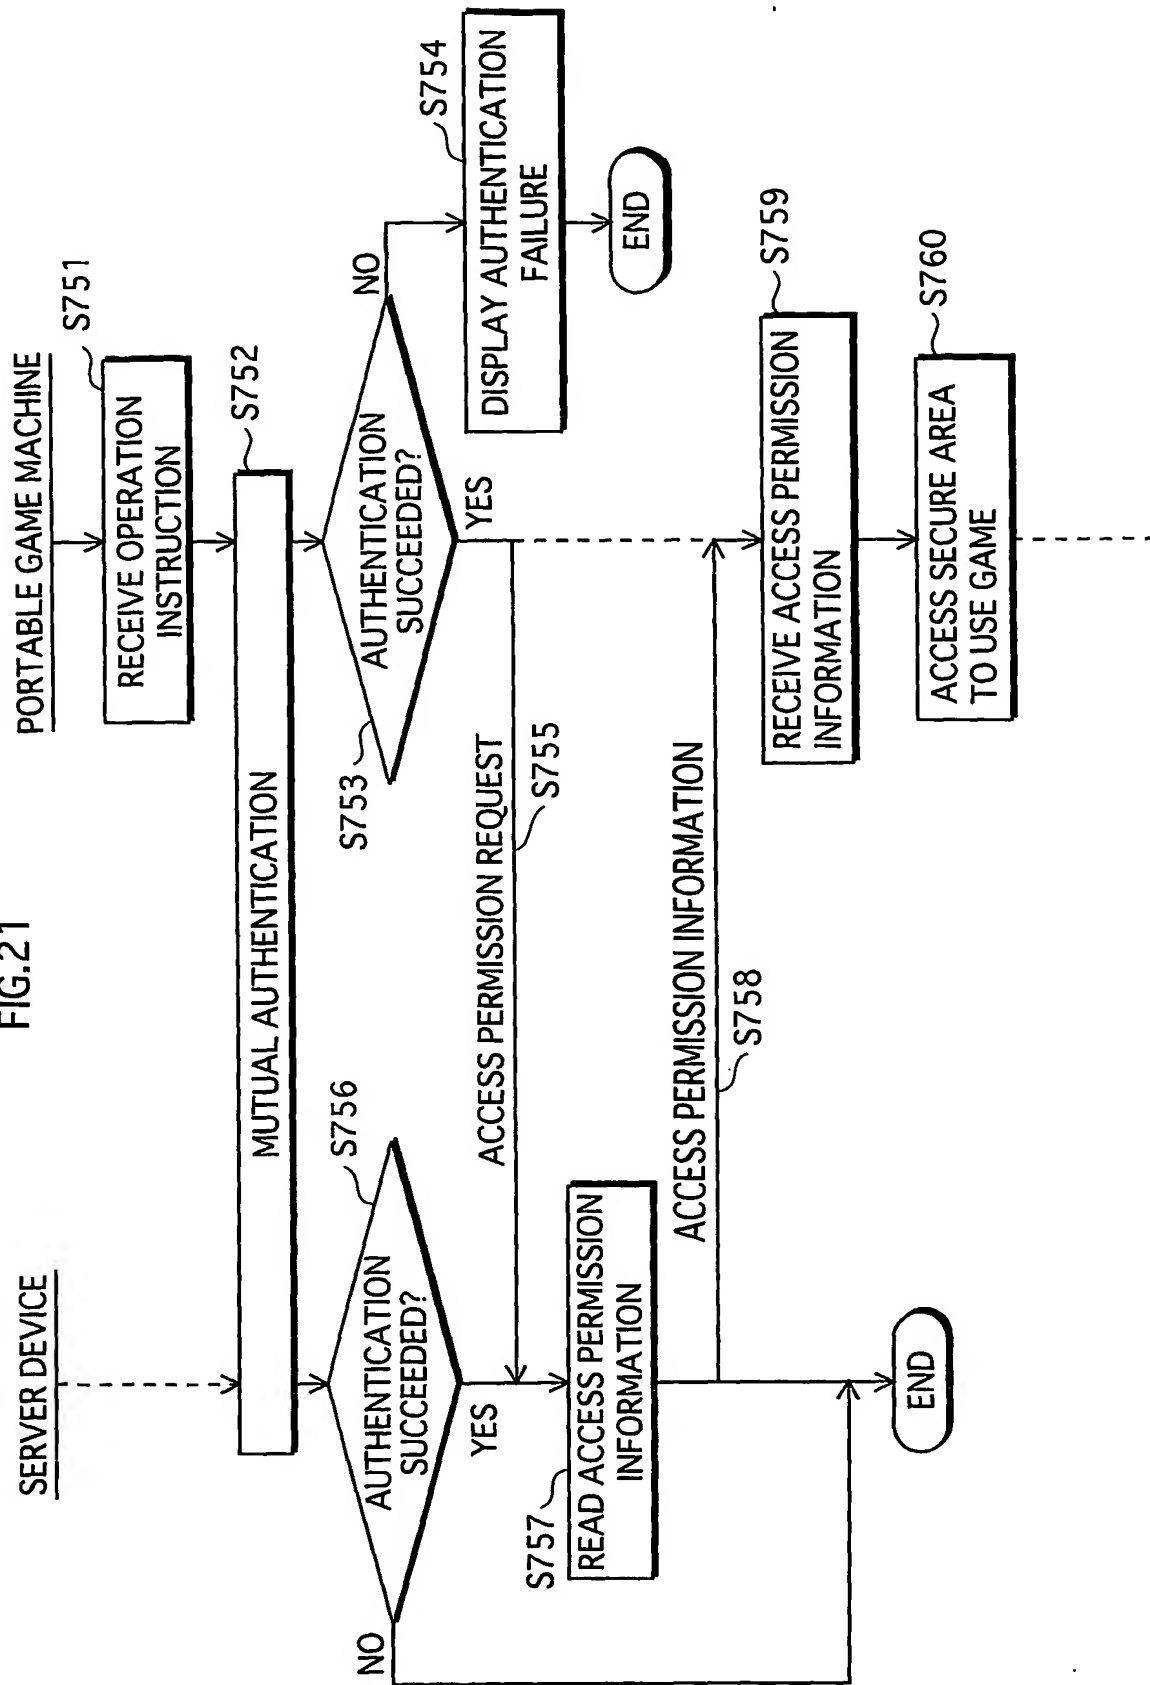 FIG.21
SERVER DEVICE
PORTABLE GAME MACHINE
S751
RECEIVE OPERATION
INSTRUCTION
S752
MUTUAL AUTHENTICATION
S756
AUTHENTICATION
SUCCEEDED?
NO
YES
S753
AUTHENTICATION
SUCCEEDED?
NO
YES
S754
DISPLAY AUTHENTICATION
FAILURE
END
ACCESS PERMISSION REQUEST
S755
S757
READ ACCESS PERMISSION
INFORMATION
ACCESS PERMISSION INFORMATION
S758
S759
RECEIVE ACCESS PERMISSION
INFORMATION
S760
ACCESS SECURE AREA
TO USE GAME
END